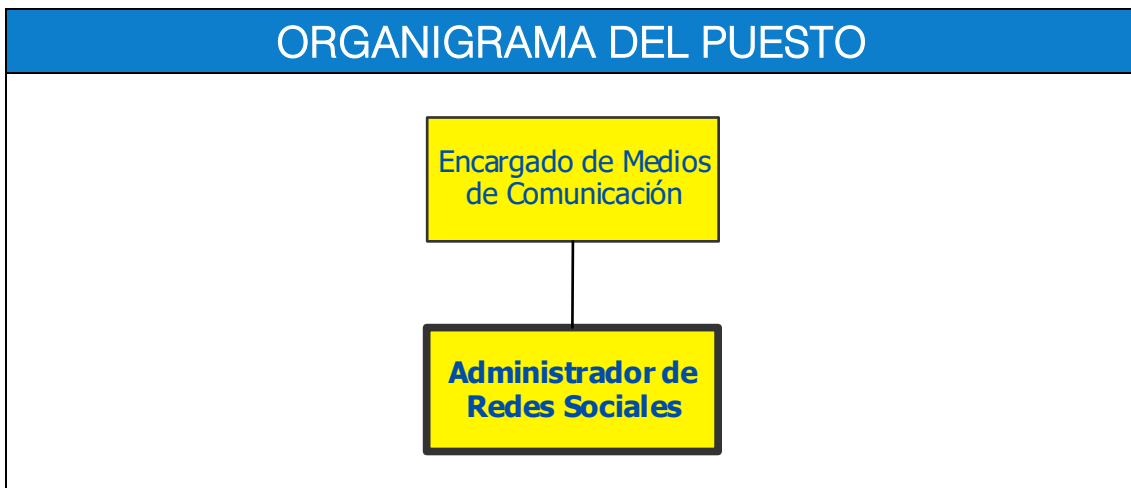 ORGANIGRAMA DEL PUESTO
Encargado de Medios
de Comunicación
Administrador de
Redes Sociales